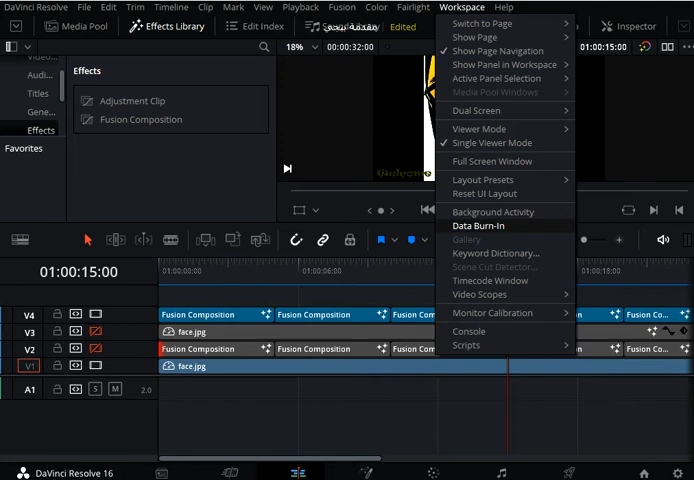 DaVinci Resolve File Edit Trim Timeline Clip Mark View Playback Fusion Color Fairlight Workspace Help
Media Pool Effects Library Edit Index مقدمه بيجي Edited Inspector
18% 00:00:32:00 01:00:15:00
Video...
Audi...
Titles
Gene...
Effects
Favorites
Effects
Adjustment Clip
Fusion Composition
Switch to Page
Show Page
Show Page Navigation
Show Panel in Workspace
Active Panel Selection
Media Pool Windows
Dual Screen
Viewer Mode
Single Viewer Mode
Full Screen Window
Layout Presets
Reset UI Layout
Background Activity
Data Burn-In
Gallery
Keyword Dictionary...
Scene Cut Detector...
Timecode Window
Video Scopes
Monitor Calibration
Console
Scripts
01:00:15:00 01:00:00:00 01:00:06:00 01:00:18:00
V4 Fusion Composition Fusion Composition Fusion Com Fusion Co...
V3 face.jpg
V2 Fusion Composition Fusion Composition Fusion Com Fusion Co...
V1 face.jpg
A1 S M 2.0
DaVinci Resolve 16